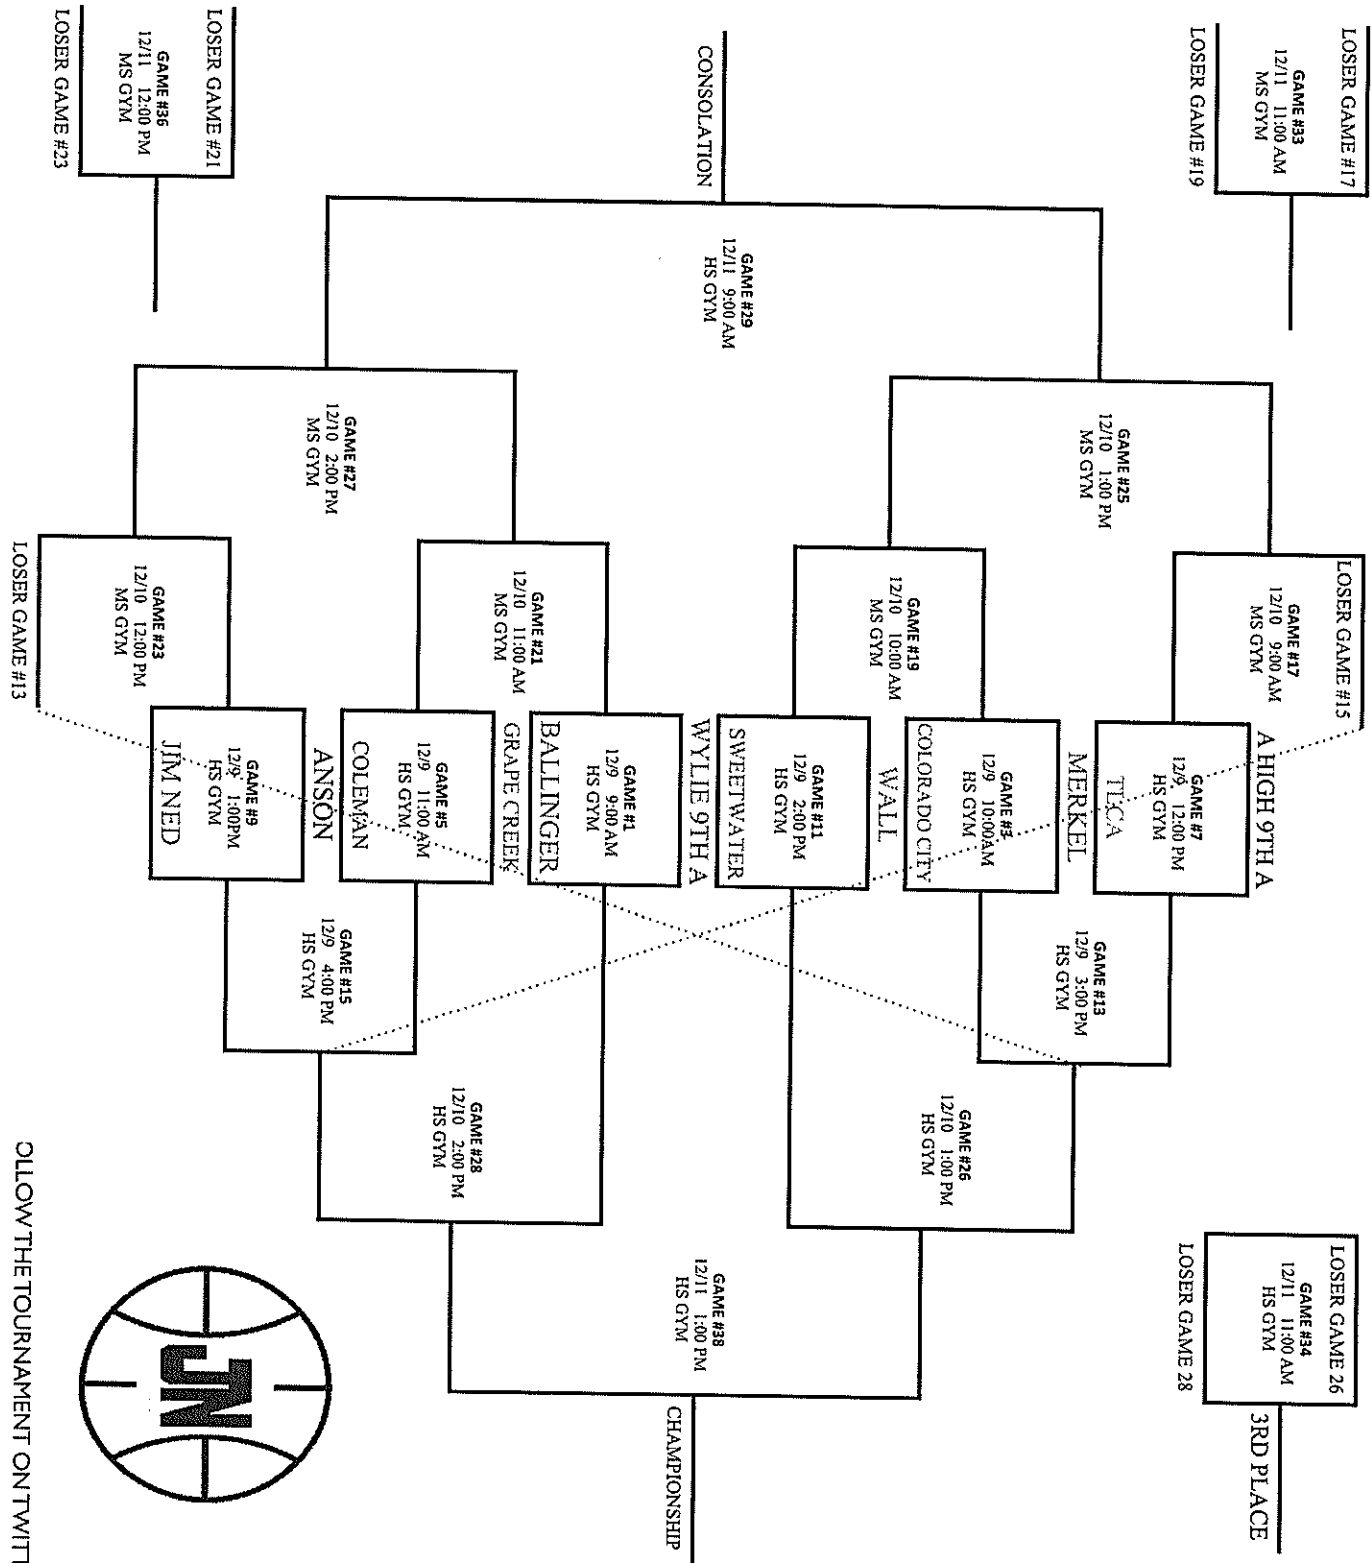 LOSER GAME #17
GAME #33
12/11 11:00 AM
MS GYM
LOSER GAME #19
CONSOLATION
LOSER GAME #21
GAME #36
12/11 12:00 PM
MS GYM
LOSER GAME #23
GAME #29
12/11 9:00 AM
HS GYM
GAME #25
12/10 1:00 PM
MS GYM
GAME #27
12/10 2:00 PM
MS GYM
LOSER GAME #15
GAME #17
12/10 9:00 AM
MS GYM
GAME #19
12/10 10:00 AM
MS GYM
GAME #21
12/10 11:00 AM
MS GYM
GAME #23
12/10 12:00 PM
MS GYM
LOSER GAME #13
A HIGH 9TH A
GAME #7
12/9 12:00 PM
HS GYM
TLCA
MERKEL
GAME #3
12/9 10:00AM
HS GYM
COLORADO CITY
WALL
GAME #11
12/9 2:00 PM
HS GYM
SWEETWATER
WYLIE 9TH A
GAME #1
12/9 9:00 AM
HS GYM
BALLINGER
GRAPE CREEK
GAME #5
12/9 11:00 AM
HS GYM
COLEMAN
ANSON
GAME #9
12/9 1:00PM
HS GYM
JIM NED
GAME #13
12/9 3:00 PM
HS GYM
GAME #15
12/9 4:00 PM
HS GYM
GAME #26
12/10 1:00 PM
HS GYM
GAME #28
12/10 2:00 PM
HS GYM
LOSER GAME 26
GAME #34
12/11 11:00 AM
HS GYM
LOSER GAME 28
3RD PLACE
GAME #38
12/11 1:00 PM
HS GYM
CHAMPIONSHIP
JN
OLLOW THE TOURNAMENT ON TWITT